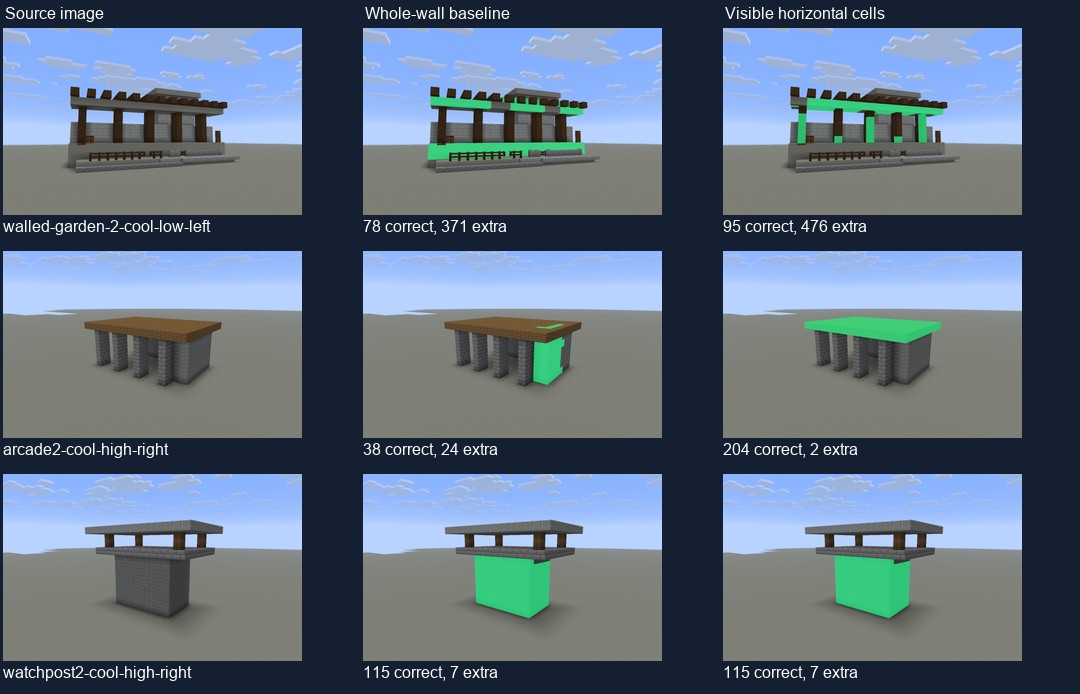 Source image
Whole-wall baseline
Visible horizontal cells
walled-garden-2-cool-low-left
78 correct, 371 extra
95 correct, 476 extra
arcade2-cool-high-right
38 correct, 24 extra
204 correct, 2 extra
watchpost2-cool-high-right
115 correct, 7 extra
115 correct, 7 extra